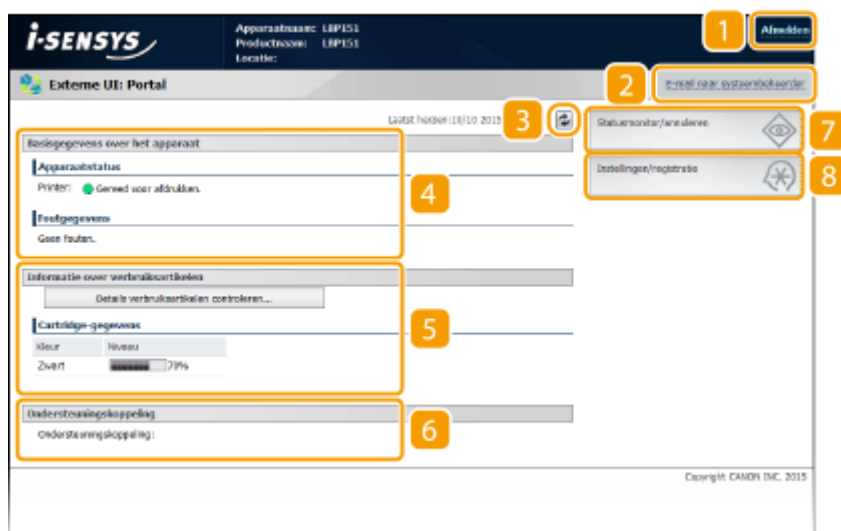 i-SENSYS
Apparaatnaam: LBP151
Productnaam: LBP151
Locatie:
1
Afmelden
Externe UI: Portal
2
E-mail naar systeembeheerder
Laatst herzien: 10/10 2015
3
Basisgegevens over het apparaat
Apparaatstatus
Printer: Gereed voor afdrukken.
Foutgegevens
Geen fouten.
4
Statusmonitor/annuleren
7
Instellingen/registratie
8
Informatie over verbruiksartikelen
Details verbruiksartikelen controleren...
Cartridge-gegevens
Kleur Niveau
Zwart 70%
5
Ondersteuningskoppeling
Ondersteuningskoppeling:
6
Copyright CANON INC. 2015